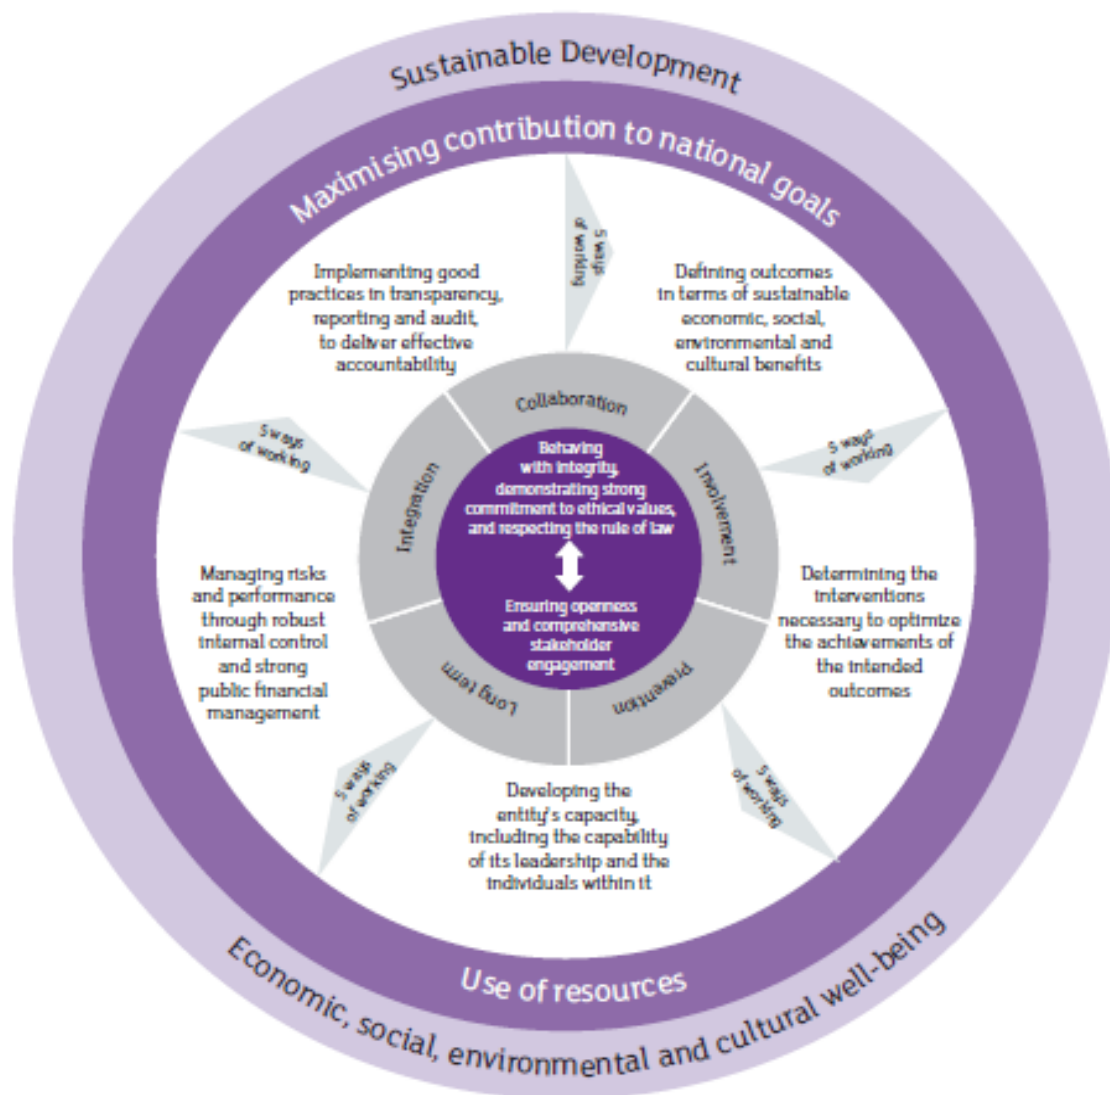 Sustainable Development
Maximising contribution to national goals
5 ways
of working
Implementing good
practices in transparency,
reporting and audit,
to deliver effective
accountability
Defining outcomes
in terms of sustainable
economic, social,
environmental and
cultural benefits
Collaboration
5 ways
of working
5 ways
of working
Integration
Involvement
Behaving
with integrity,
demonstrating strong
commitment to ethical values,
and respecting the rule of law
Ensuring openness
and comprehensive
stakeholder
engagement
Managing risks
and performance
through robust
internal control
and strong
public financial
management
Determining the
interventions
necessary to optimize
the achievements of
the intended
outcomes
Long term
Prevention
5 ways
of working
5 ways
of working
Developing the
entity's capacity,
including the capability
of its leadership and the
individuals within it
Use of resources
Economic, social, environmental and cultural well-being